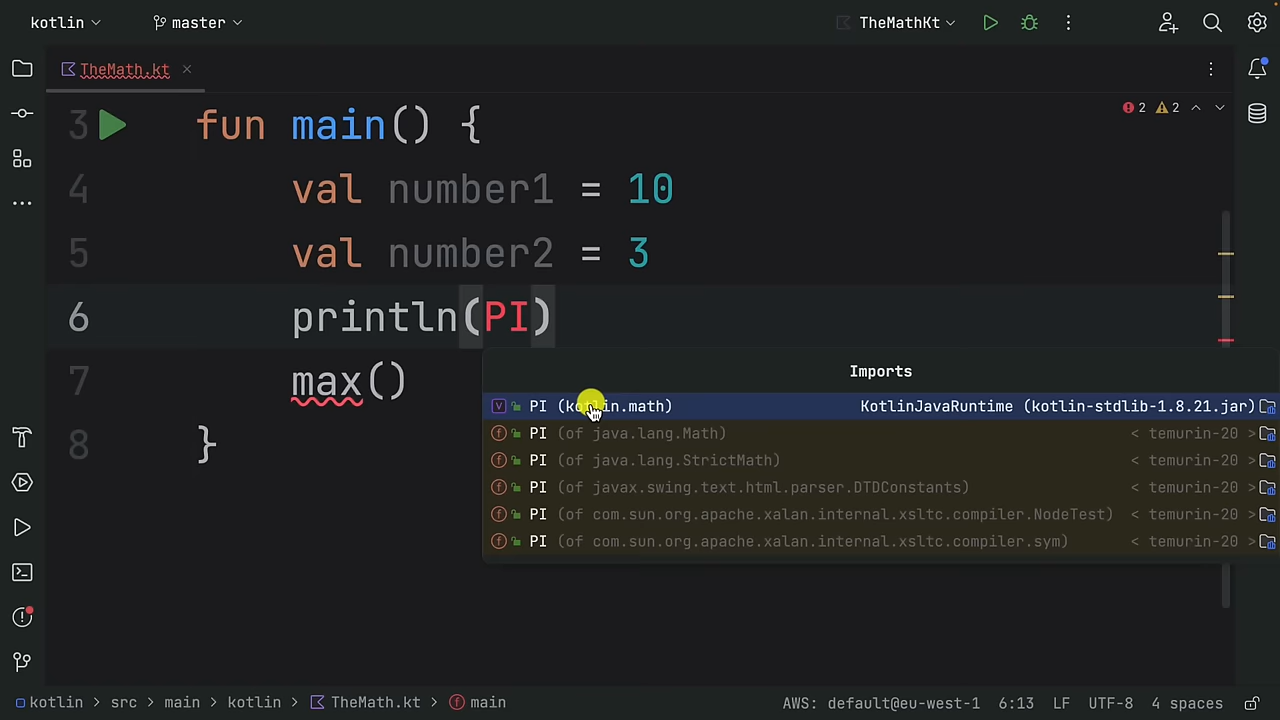 kotlin master TheMathKt
TheMath.kt
2 2
3 fun main() {
4 val number1 = 10
5 val number2 = 3
6 println(PI)
7 max()
8 }
Imports
PI (kotlin.math) KotlinJavaRuntime (kotlin-stdlib-1.8.21.jar)
PI (of java.lang.Math) < temurin-20 >
PI (of java.lang.StrictMath) < temurin-20 >
PI (of javax.swing.text.html.parser.DTDConstants) < temurin-20 >
PI (of com.sun.org.apache.xalan.internal.xsltc.compiler.NodeTest) < temurin-20 >
PI (of com.sun.org.apache.xalan.internal.xsltc.compiler.sym) < temurin-20 >
kotlin > src > main > kotlin > TheMath.kt > main AWS: default@eu-west-1 6:13 LF UTF-8 4 spaces